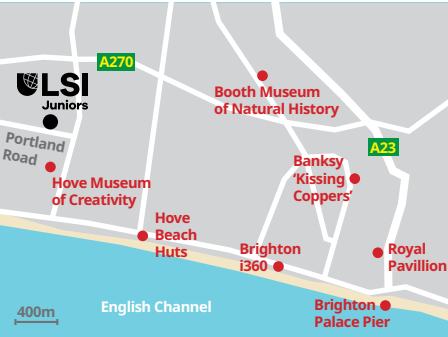 A270
LSI
Juniors
Portland
Road
Hove Museum
of Creativity
Booth Museum
of Natural History
A23
Banksy
‘Kissing
Coppers’
Hove
Beach
Huts
Brighton
i360
Royal
Pavillion
Brighton
Palace Pier
English Channel
400m